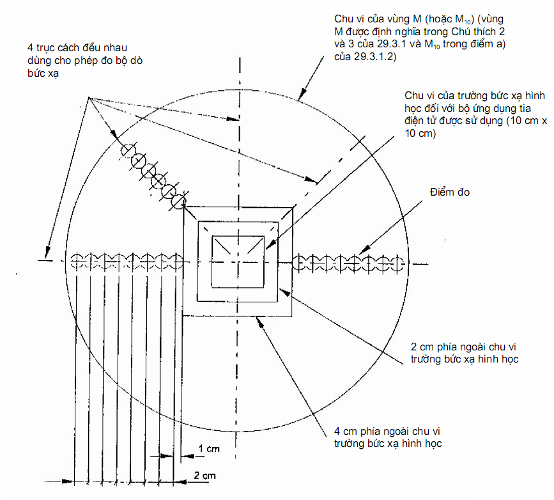 Chu vi của vùng M (hoặc M₁₀) (vùng
M được định nghĩa trong Chú thích 2
và 3 của 29.3.1 và M₁₀ trong điểm a)
của 29.3.1.2)
4 trục cách đều nhau
dùng cho phép đo bộ dò
bức xạ
Chu vi của trường bức xạ hình
học đối với bộ ứng dụng tia
điện tử được sử dụng (10 cm x
10 cm)
Điểm đo
2 cm phía ngoài chu vi
trường bức xạ hình học
4 cm phía ngoài chu vi
trường bức xạ hình học
1 cm
2 cm